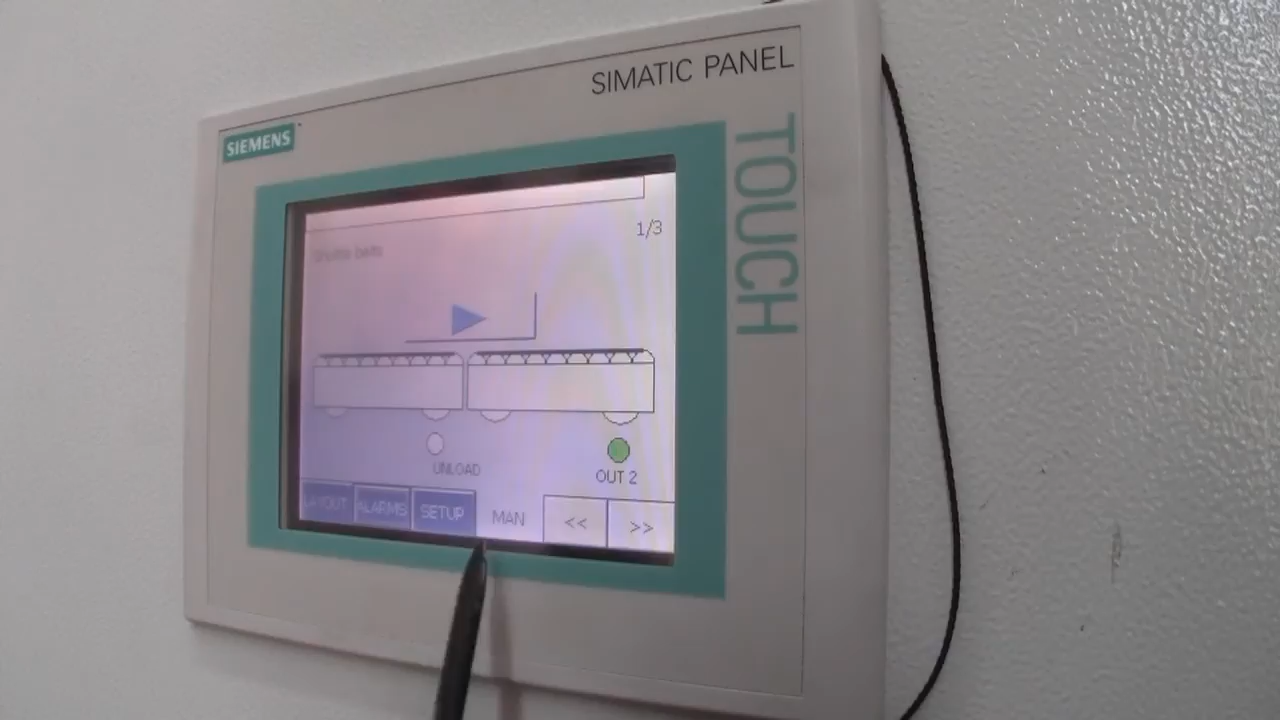 SIMATIC PANEL
SIEMENS
TOUCH
1/3
UNLOAD
OUT 2
LAYOUT ALARMS SETUP MAN << >>